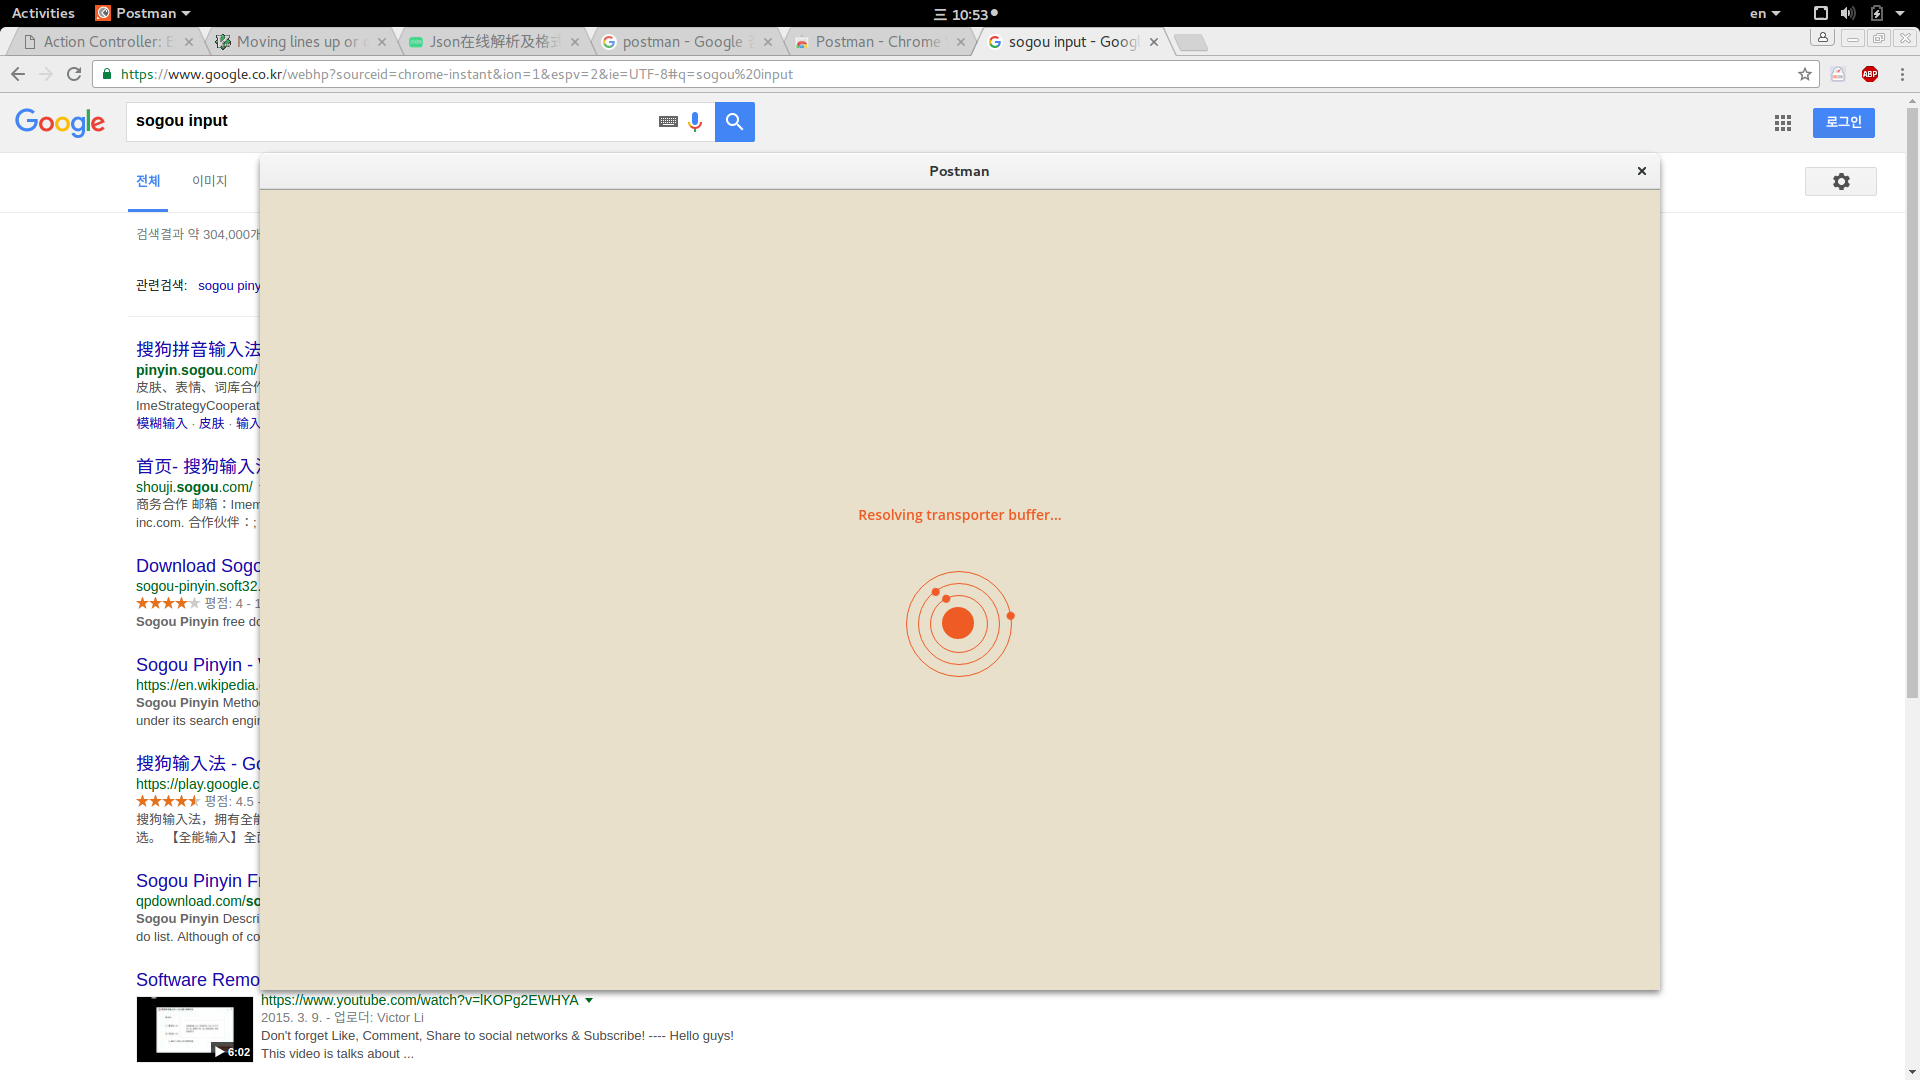 Activities
Postman
三 10:53
en
Action Controller:
Moving lines up or
Json在线解析及格式
postman - Google
Postman - Chrome
sogou input - Goog
https://www.google.co.kr/webhp?sourceid=chrome-instant&ion=1&espv=2&ie=UTF-8#q=sogou%20input
ABP
Google
sogou input
로그인
전체
이미지
Postman
검색결과 약 304,000개
관련검색: sogou piny
搜狗拼音输入法
pinyin.sogou.com/
皮肤、表情、词库合作
ImeStrategyCooperat
模糊输入 · 皮肤 · 输入
首页- 搜狗输入法
shouji.sogou.com/
商务合作 邮箱：Imem
inc.com. 合作伙伴：;
Resolving transporter buffer...
Download Sogo
sogou-pinyin.soft32.
평점: 4 - 1
Sogou Pinyin free do
Sogou Pinyin -
https://en.wikipedia.
Sogou Pinyin Metho
under its search engin
搜狗输入法 - Go
https://play.google.c
평점: 4.5 -
搜狗输入法，拥有全能
选。 【全能输入】全面
Sogou Pinyin Fr
qpdownload.com/so
Sogou Pinyin Descri
do list. Although of co
Software Remo
https://www.youtube.com/watch?v=lKOPg2EWHYA
2015. 3. 9. - 업로더: Victor Li
Don't forget Like, Comment, Share to social networks & Subscribe! ---- Hello guys!
This video is talks about ...
6:02